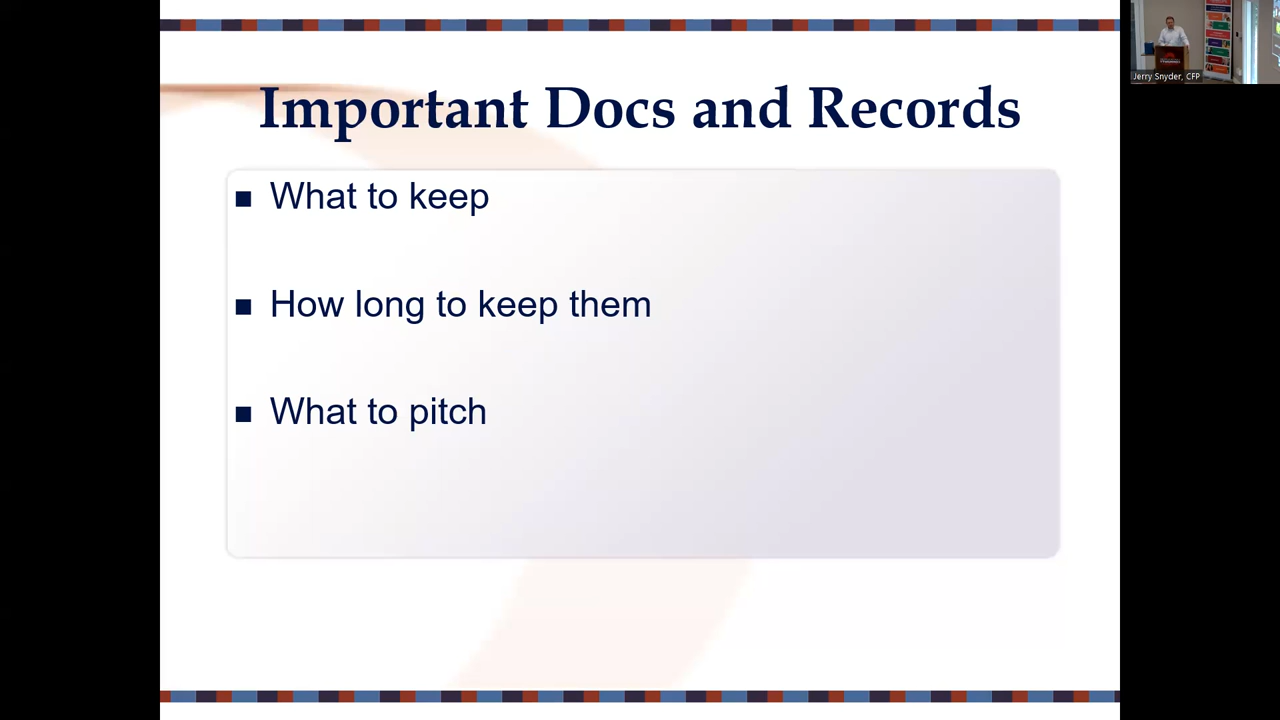 Important Docs and Records
What to keep
How long to keep them
What to pitch
Jerry Snyder, CFP